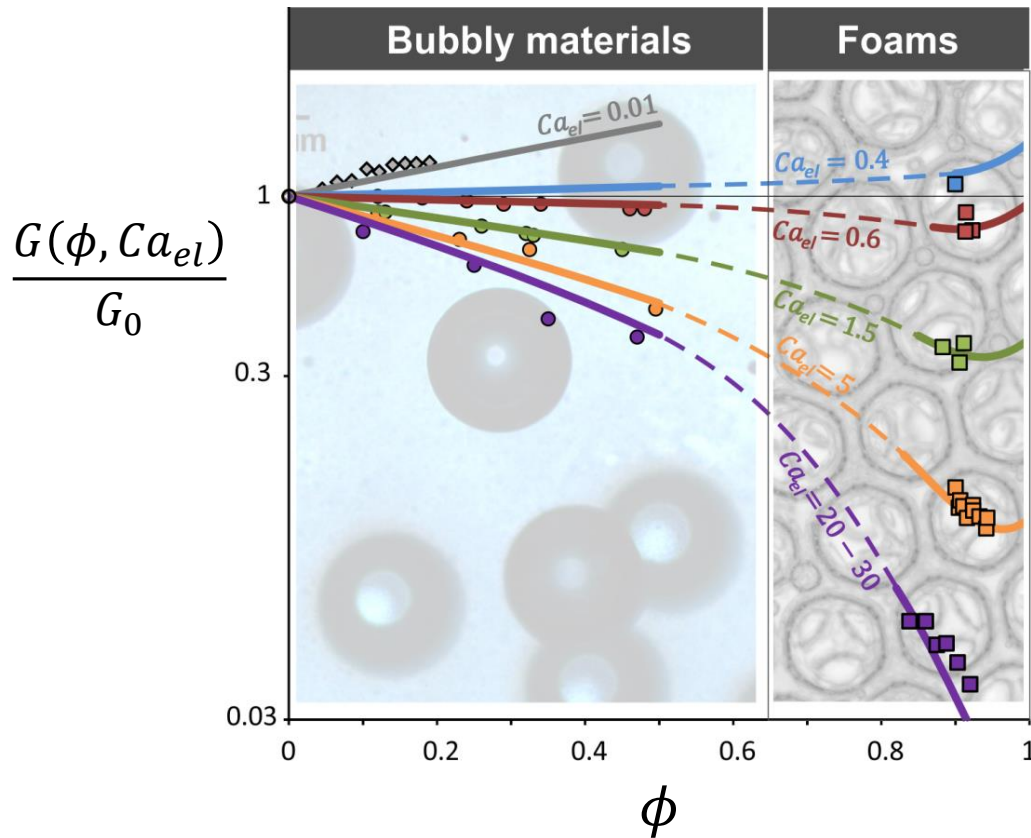 Bubbly materials
Foams
m
Ca_el = 0.01
Ca_el = 0.4
1
Ca_el = 0.6
G(ϕ, Ca_el)
G_0
Ca_el = 1.5
Ca_el = 5
0.3
Ca_el = 20 − 30
0.03
0 0.2 0.4 0.6 0.8 1
ϕ